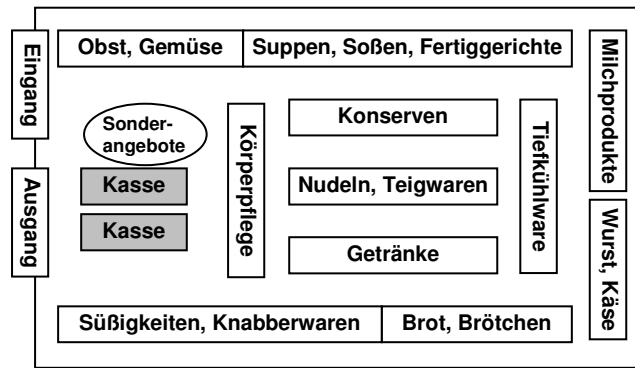 Eingang
Obst, Gemüse
Suppen, Soßen, Fertiggerichte
Milchprodukte
Sonder-
angebote
Körperpflege
Konserven
Tiefkühlware
Ausgang
Kasse
Nudeln, Teigwaren
Kasse
Getränke
Wurst, Käse
Süßigkeiten, Knabberwaren
Brot, Brötchen